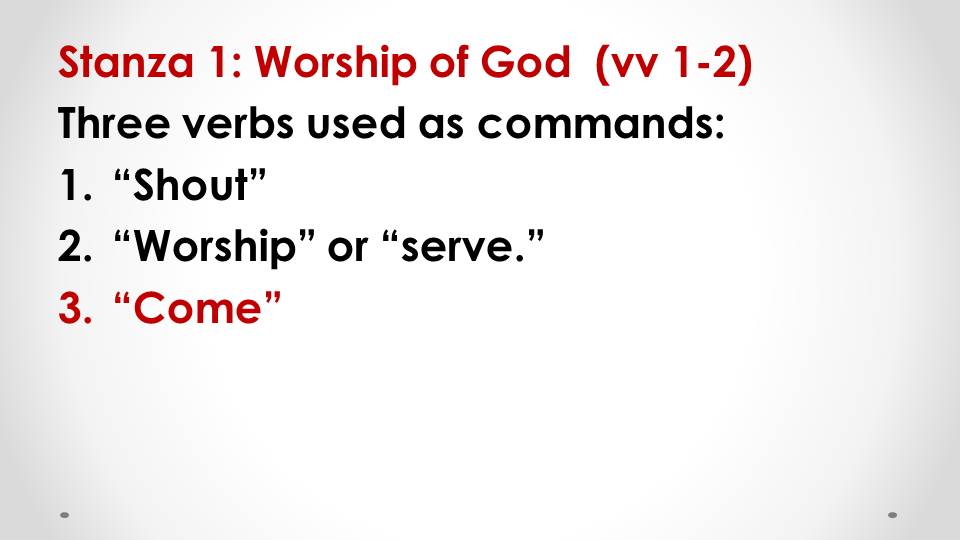 Stanza 1: Worship of God  (vv 1-2)
Three verbs used as commands:
1. “Shout”
2. “Worship” or “serve.”
3. “Come”